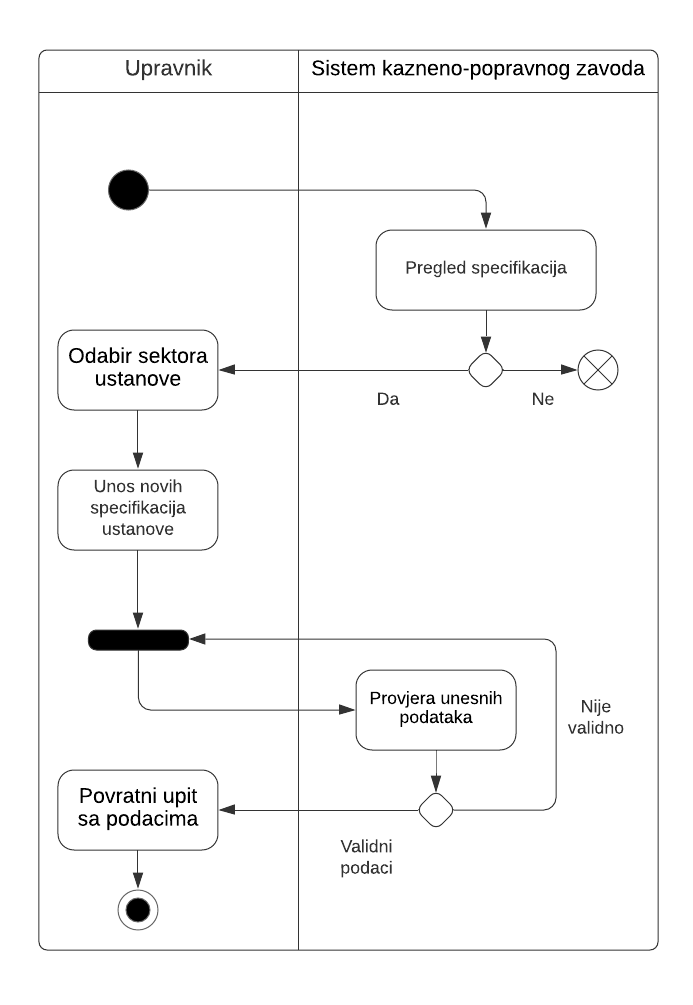 Upravnik
Sistem kazneno-popravnog zavoda
Pregled specifikacija
Odabir sektora
ustanove
Da
Ne
Unos novih
specifikacija
ustanove
Provjera unesnih
podataka
Nije
validno
Povratni upit
sa podacima
Validni
podaci